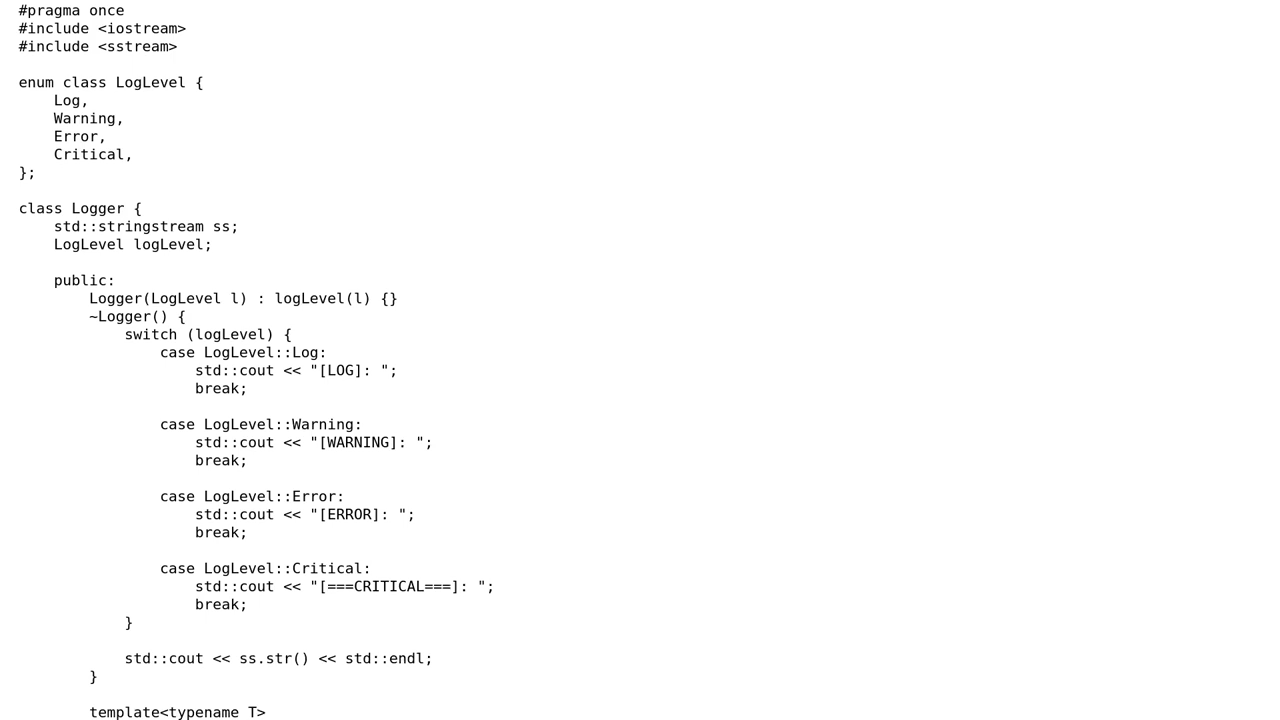 #pragma once
#include <iostream>
#include <sstream>

enum class LogLevel {
    Log,
    Warning,
    Error,
    Critical,
};

class Logger {
    std::stringstream ss;
    LogLevel logLevel;

    public:
        Logger(LogLevel l) : logLevel(l) {}
        ~Logger() {
            switch (logLevel) {
                case LogLevel::Log:
                    std::cout << "[LOG]: ";
                    break;

                case LogLevel::Warning:
                    std::cout << "[WARNING]: ";
                    break;

                case LogLevel::Error:
                    std::cout << "[ERROR]: ";
                    break;

                case LogLevel::Critical:
                    std::cout << "[===CRITICAL===]: ";
                    break;
            }

            std::cout << ss.str() << std::endl;
        }

        template<typename T>